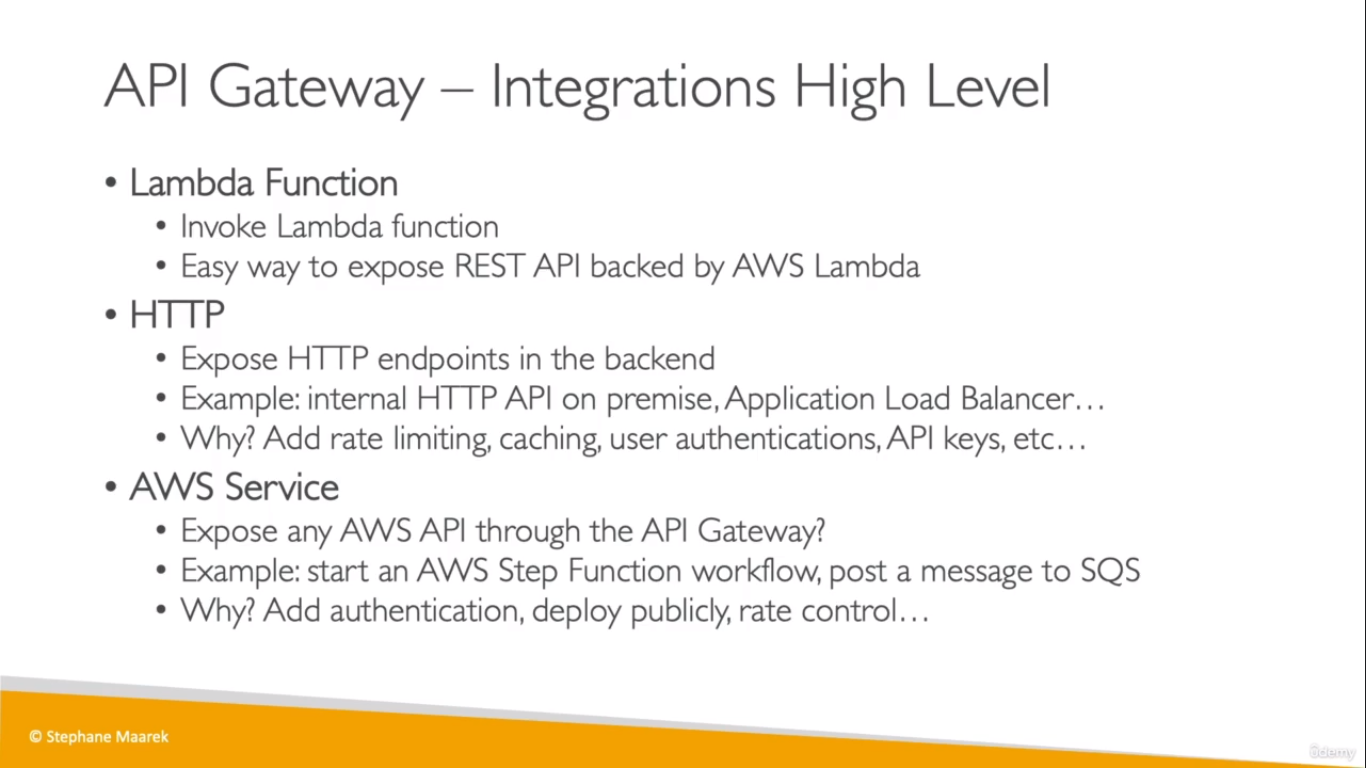 API Gateway – Integrations High Level
• Lambda Function
• Invoke Lambda function
• Easy way to expose REST API backed by AWS Lambda
• HTTP
• Expose HTTP endpoints in the backend
• Example: internal HTTP API on premise, Application Load Balancer…
• Why? Add rate limiting, caching, user authentications, API keys, etc…
• AWS Service
• Expose any AWS API through the API Gateway?
• Example: start an AWS Step Function workflow, post a message to SQS
• Why? Add authentication, deploy publicly, rate control…
© Stephane Maarek
ûdemy